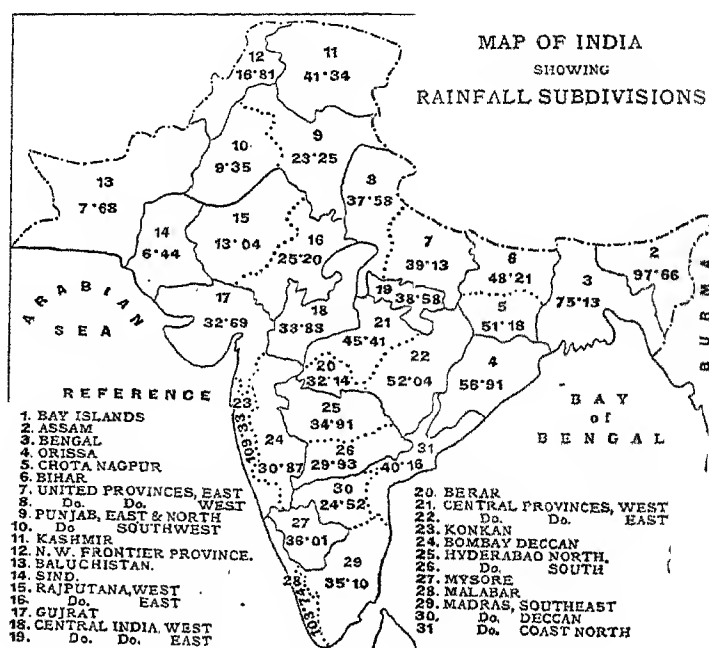 MAP OF INDIA
SHOWING
RAINFALL SUBDIVISIONS
12
16·81
11
41·34
10
9·35
9
23·25
8
37·58
13
7·68
14
6·44
15
13·04
16
25·20
7
39·13
6
48·21
3
75·13
2
97·66
BURMA
ARABIAN
SEA
17
32·69
18
33·83
19
38·58
5
51·18
21
45·41
22
52·04
4
56·91
20
32·14
BAY
of
BENGAL
23
24
30·87
25
34·91
26
29·93
31
40·16
30
24·52
27
36·01
28
29
35·10
REFERENCE
1. BAY ISLANDS
2. ASSAM
3. BENGAL
4. ORISSA
5. CHOTA NAGPUR
6. BIHAR
7. UNITED PROVINCES, EAST
8. Do. Do. WEST
9. PUNJAB, EAST & NORTH
10. Do SOUTHWEST
11. KASHMIR
12. N.W. FRONTIER PROVINCE.
13. BALUCHISTAN.
14. SIND.
15. RAJPUTANA, WEST
16. Do. EAST
17. GUJRAT
18. CENTRAL INDIA, WEST
19. Do. Do. EAST
20. BERAR
21. CENTRAL PROVINCES, WEST
22. Do. Do. EAST
23. KONKAN
24. BOMBAY DECCAN
25. HYDERABAD NORTH.
26. Do. SOUTH
27. MYSORE
28. MALABAR
29. MADRAS, SOUTHEAST
30. Do. DECCAN
31 Do. COAST NORTH